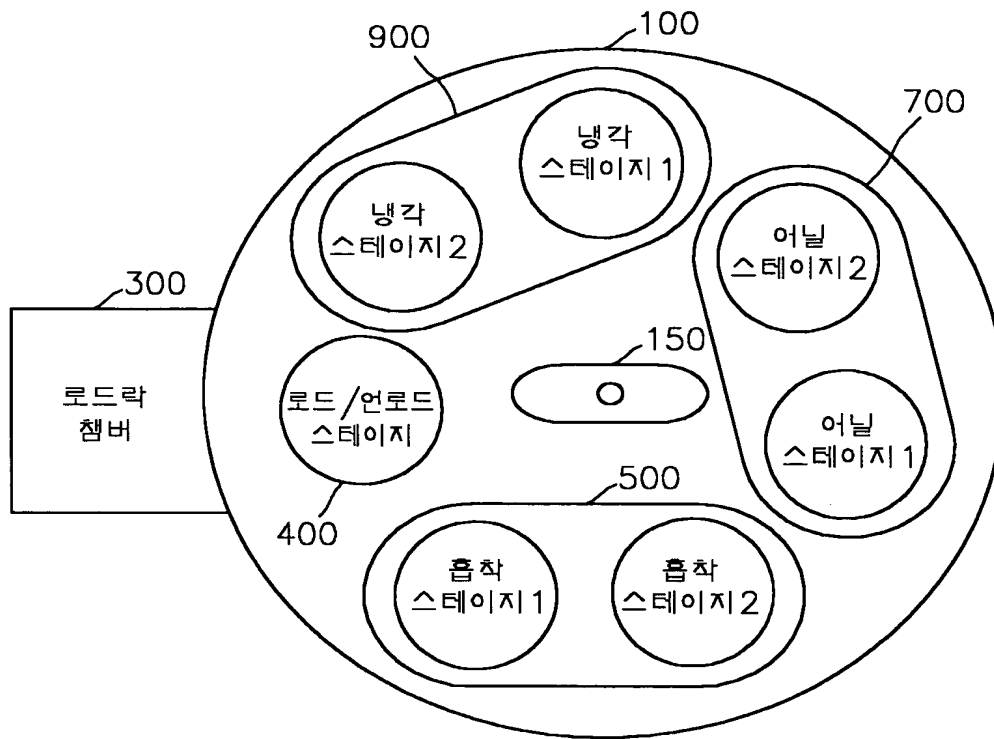 100
900
700
냉각
스테이지1
냉각
스테이지2
어닐
스테이지2
300
150
로드락
챔버
로드/언로드
스테이지
어닐
스테이지1
400
500
흡착
스테이지1
흡착
스테이지2